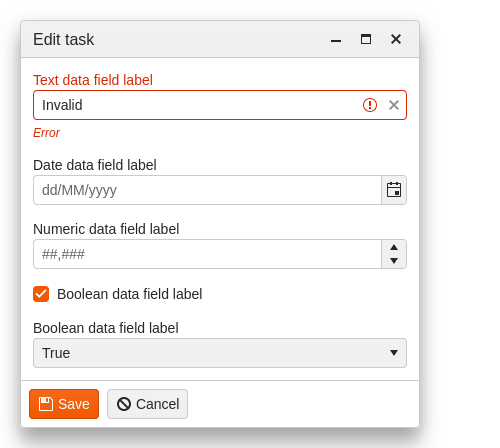 Edit task
Text data field label
Invalid
Error
Date data field label
dd/MM/yyyy
Numeric data field label
##,###
Boolean data field label
Boolean data field label
True
Save
Cancel